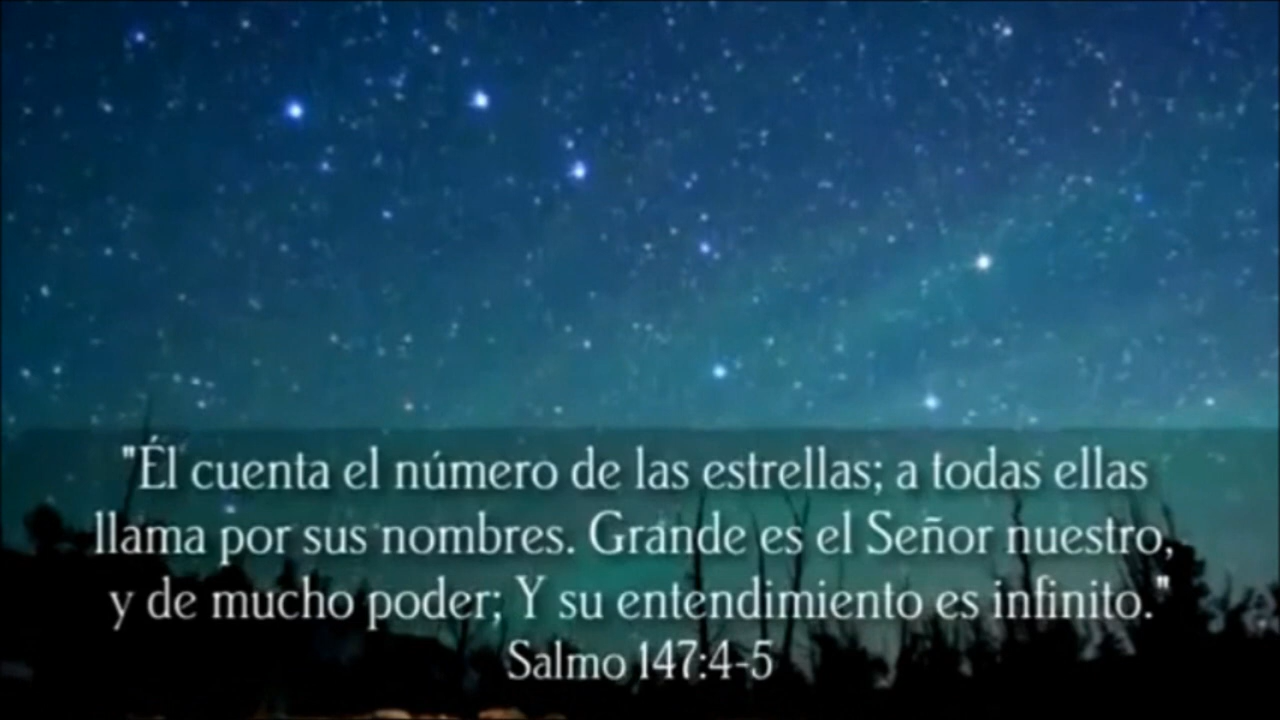 "Él cuenta el número de las estrellas; a todas ellas
llama por sus nombres. Grande es el Señor nuestro,
y de mucho poder; Y su entendimiento es infinito."
Salmo 147:4-5